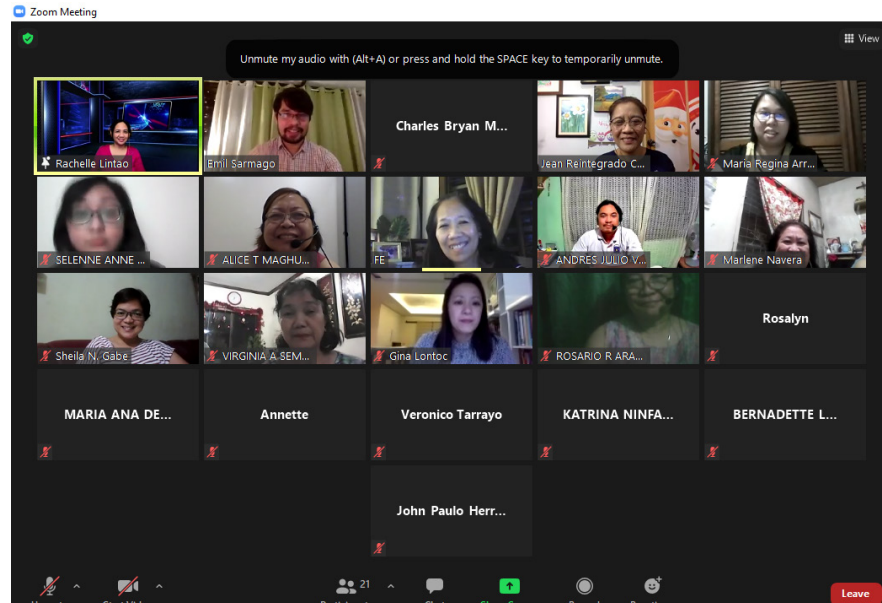 Zoom Meeting
View
Unmute my audio with (Alt+A) or press and hold the SPACE key to temporarily unmute.
Rachelle Lintao
Emil Sarmago
Charles Bryan M...
Jean Reintegrado C...
Maria Regina Arr...
SELENNE ANNE ...
ALICE T MAGHU...
FE
ANDRES JULIO V...
Marlene Navera
Sheila N. Gabe
VIRGINIA A SEM...
Gina Lontoc
ROSARIO R ARA...
Rosalyn
MARIA ANA DE...
Annette
Veronico Tarrayo
KATRINA NINFA...
BERNADETTE L...
John Paulo Herr...
21
Leave